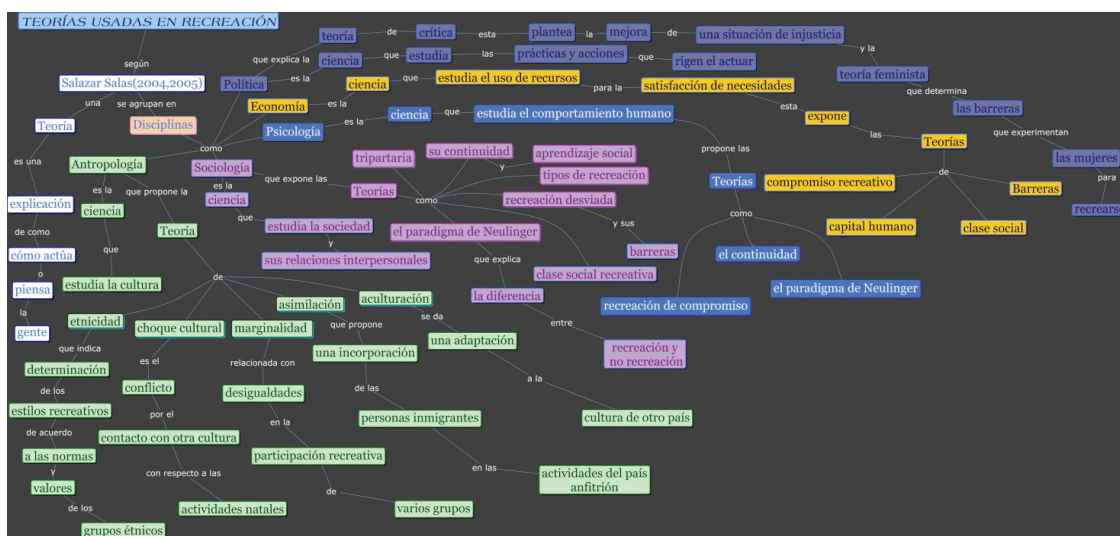 TEORÍAS USADAS EN RECREACIÓN
según
Salazar Salas(2004,2005)
una
Teoría
es una
explicación
de como
cómo actúa
o
piensa
la
gente
se agrupan en
Disciplinas
como
Política
que explica la
teoría
de
crítica
esta
plantea
la
mejora
de
una situación de injusticia
y la
teoría feminista
que determina
las barreras
que experimentan
las mujeres
para
recrearse
es la
ciencia
que
estudia
las
prácticas y acciones
que
rigen el actuar
Economía
es la
ciencia
que
estudia el uso de recursos
para la
satisfacción de necesidades
esta
expone
las
Teorías
de
compromiso recreativo
capital humano
clase social
Barreras
Psicología
es la
ciencia
que
estudia el comportamiento humano
propone las
Teorías
como
recreación de compromiso
el continuidad
el paradigma de Neulinger
Sociología
es la
ciencia
que
estudia la sociedad
y
sus relaciones interpersonales
que expone las
Teorías
como
tripartaria
su continuidad
y
aprendizaje social
tipos de recreación
recreación desviada
y sus
barreras
clase social recreativa
el paradigma de Neulinger
que explica
la diferencia
entre
recreación y
no recreación
Antropología
es la
ciencia
que
estudia la cultura
que propone la
Teoría
de
etnicidad
que indica
determinación
de los
estilos recreativos
de acuerdo
a las normas
y
valores
de los
grupos étnicos
choque cultural
es el
conflicto
por el
contacto con otra cultura
con respecto a las
actividades natales
marginalidad
relacionada con
desigualdades
en la
participación recreativa
de
varios grupos
asimilación
que propone
una incorporación
de las
personas inmigrantes
en las
actividades del país
anfitrión
aculturación
se da
una adaptación
a la
cultura de otro país